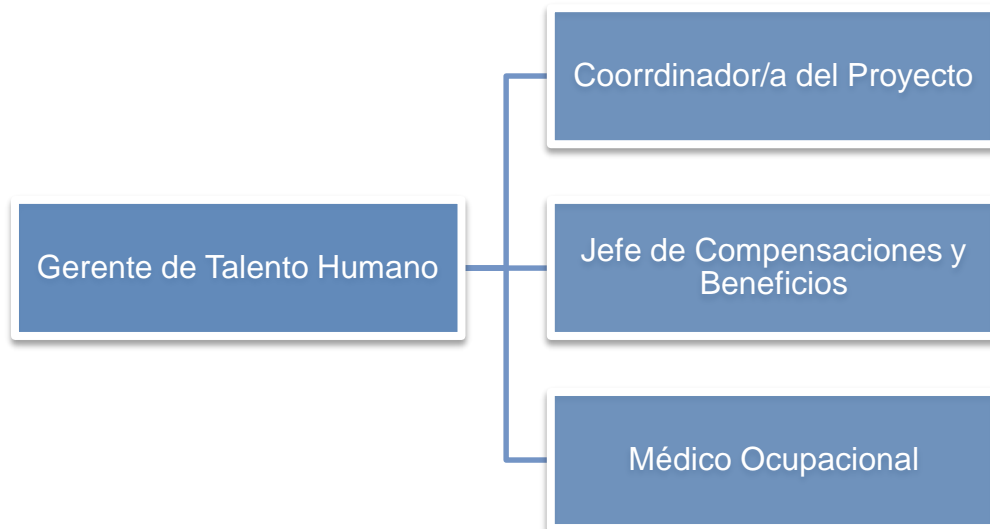 Coorrdinador/a del Proyecto
Gerente de Talento Humano
Jefe de Compensaciones y
Beneficios
Médico Ocupacional